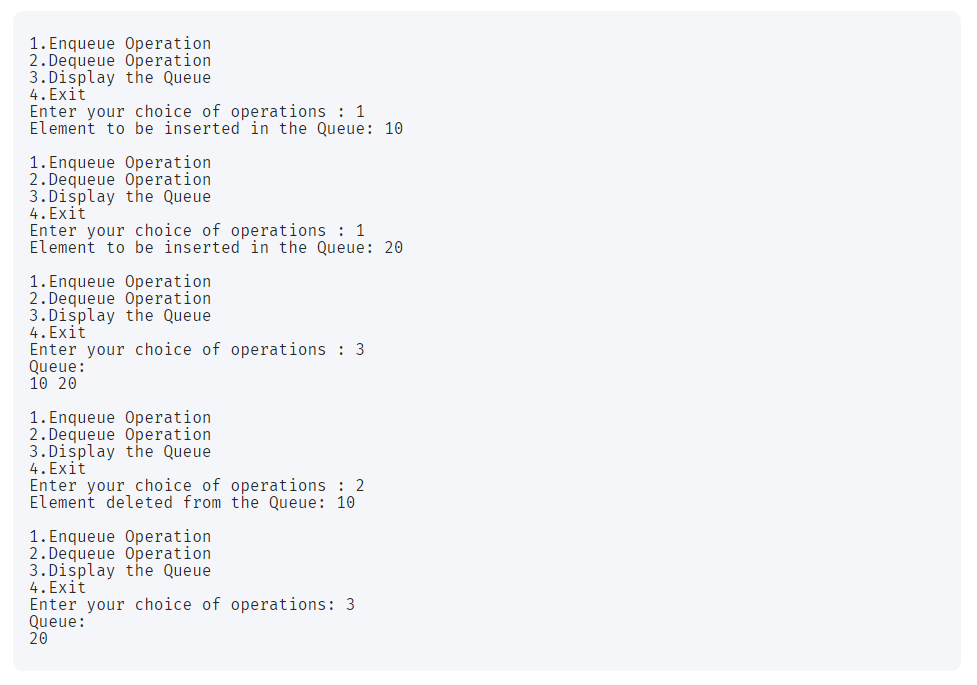 1.Enqueue Operation
2.Dequeue Operation
3.Display the Queue
4.Exit
Enter your choice of operations : 1
Element to be inserted in the Queue: 10
1.Enqueue Operation
2.Dequeue Operation
3.Display the Queue
4.Exit
Enter your choice of operations : 1
Element to be inserted in the Queue: 20
1.Enqueue Operation
2.Dequeue Operation
3.Display the Queue
4.Exit
Enter your choice of operations : 3
Queue:
10 20
1.Enqueue Operation
2.Dequeue Operation
3.Display the Queue
4.Exit
Enter your choice of operations : 2
Element deleted from the Queue: 10
1.Enqueue Operation
2.Dequeue Operation
3.Display the Queue
4.Exit
Enter your choice of operations: 3
Queue:
20